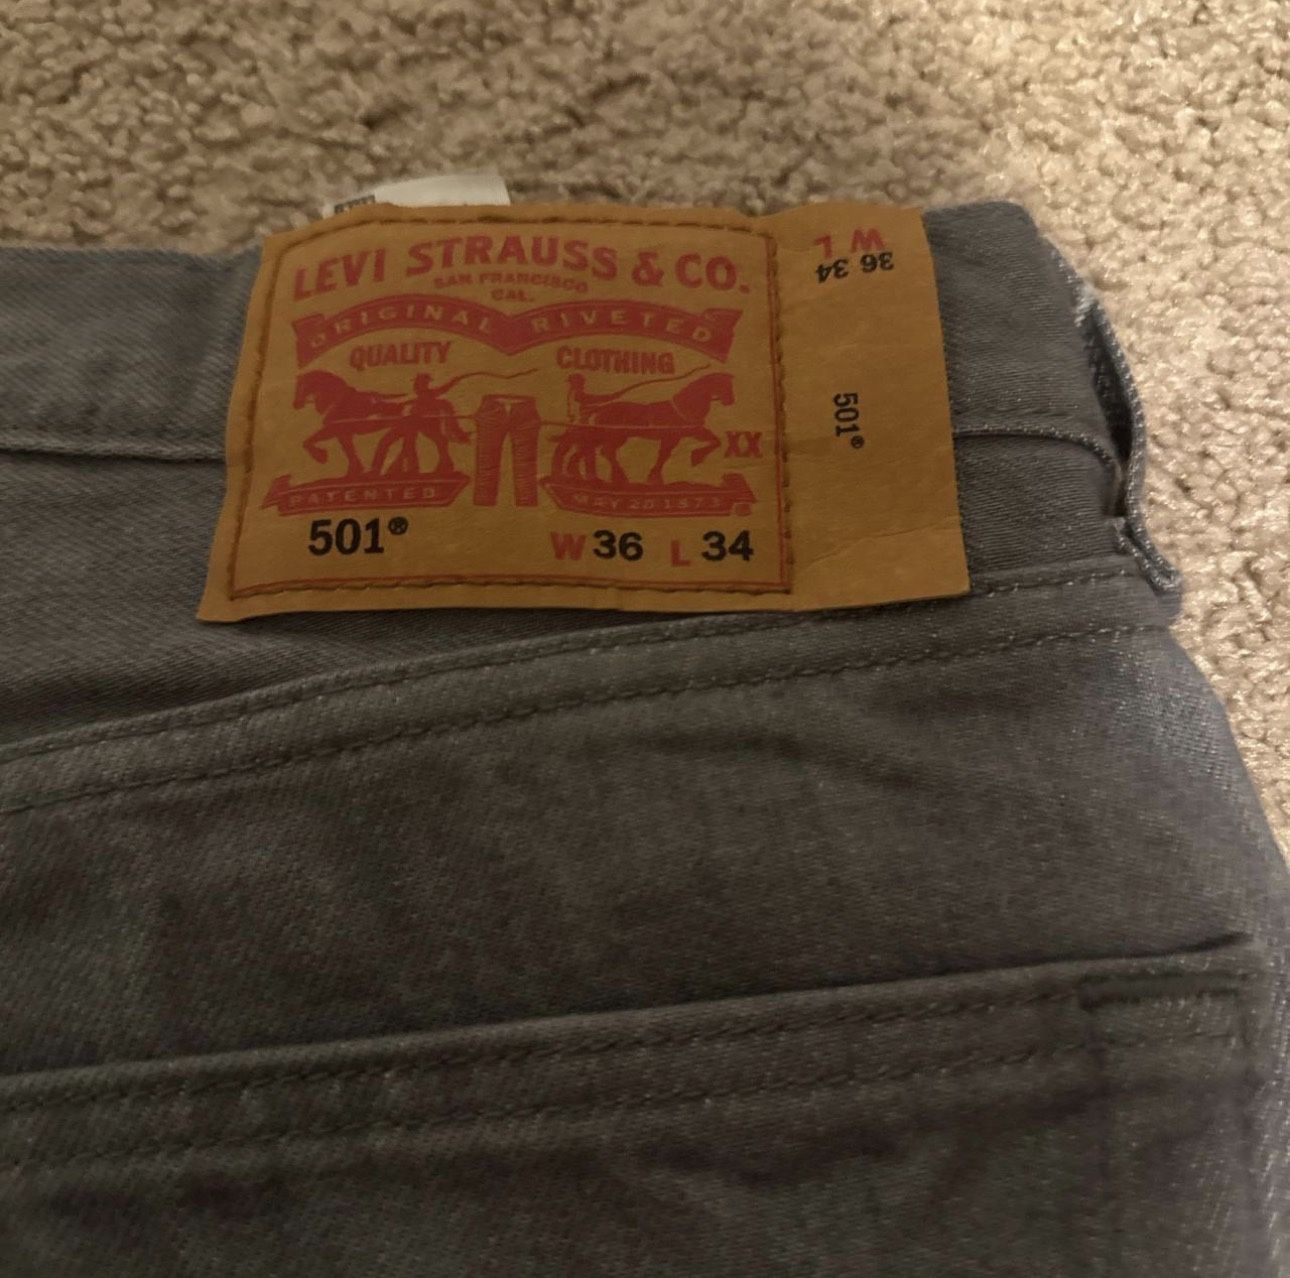 LEVI STRAUSS & CO.
SAN FRANCISCO
CAL.
ORIGINAL RIVETED
QUALITY CLOTHING
XX
PATENTED MAY 20 1873
501® W 36 L 34
W L
36 34
501®